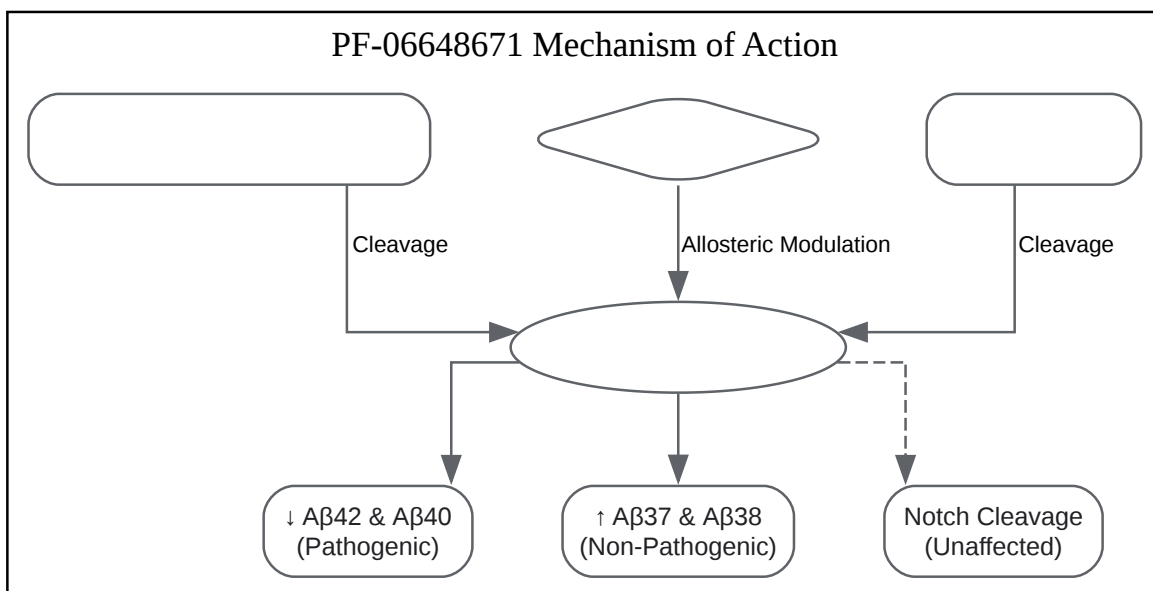 PF-06648671 Mechanism of Action
Cleavage
Allosteric Modulation
Cleavage
↓ Aβ42 & Aβ40
(Pathogenic)
↑ Aβ37 & Aβ38
(Non-Pathogenic)
Notch Cleavage
(Unaffected)